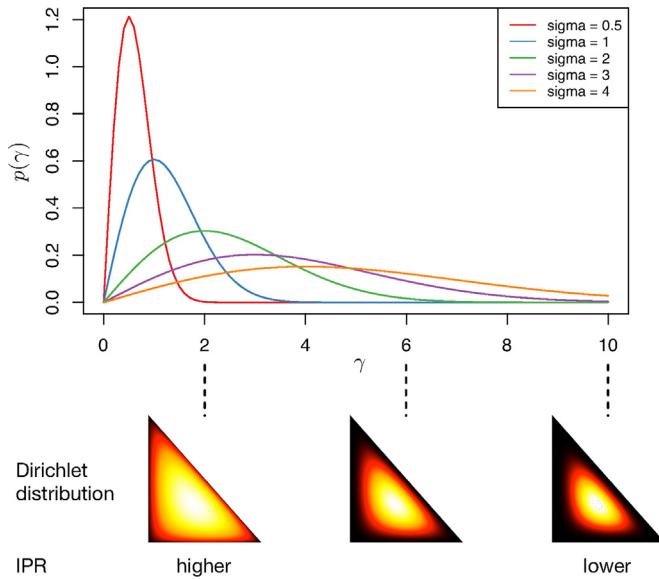 sigma = 0.5
sigma = 1
sigma = 2
sigma = 3
sigma = 4
p(γ)
1.2
1.0
0.8
0.6
0.4
0.2
0.0
0 2 4 6 8 10
γ
Dirichlet
distribution
IPR higher lower